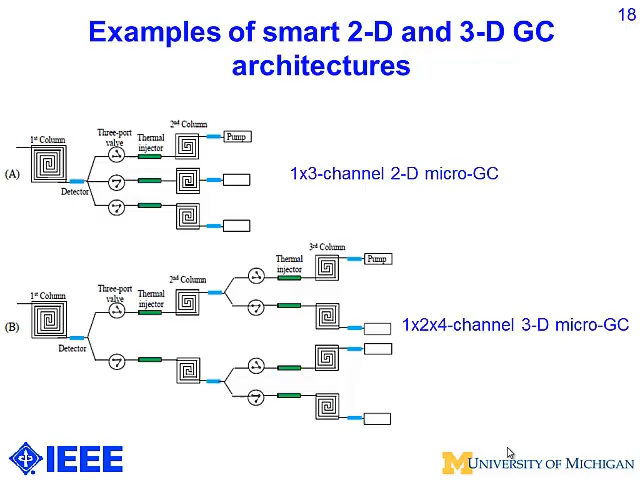 18
Examples of smart 2-D and 3-D GC
architectures
(A)
1st Column
Detector
Three-port
valve
Thermal
injector
2nd Column
Pump
1x3-channel 2-D micro-GC
(B)
1st Column
Detector
Three-port
valve
Thermal
injector
2nd Column
Thermal
injector
3rd Column
Pump
1x2x4-channel 3-D micro-GC
IEEE
M UNIVERSITY OF MICHIGAN